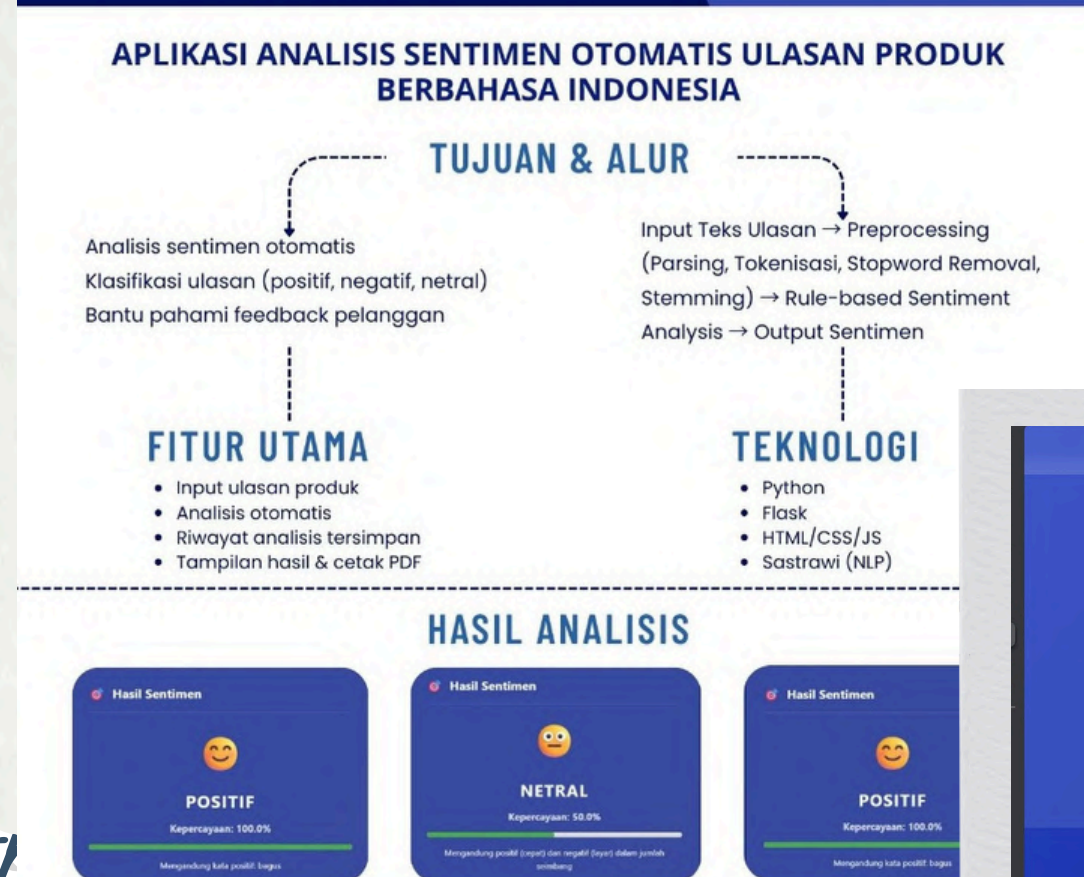 APLIKASI ANALISIS SENTIMEN OTOMATIS ULASAN PRODUK
BERBAHASA INDONESIA
TUJUAN & ALUR
Analisis sentimen otomatis
Klasifikasi ulasan (positif, negatif, netral)
Bantu pahami feedback pelanggan
Input Teks Ulasan → Preprocessing
(Parsing, Tokenisasi, Stopword Removal,
Stemming) → Rule-based Sentiment
Analysis → Output Sentimen
FITUR UTAMA
• Input ulasan produk
• Analisis otomatis
• Riwayat analisis tersimpan
• Tampilan hasil & cetak PDF
TEKNOLOGI
• Python
• Flask
• HTML/CSS/JS
• Sastrawi (NLP)
HASIL ANALISIS
Hasil Sentimen
POSITIF
Kepercayaan: 100.0%
Mengandung kata positif: bagus
Hasil Sentimen
NETRAL
Kepercayaan: 50.0%
Mengandung positif (cepat) dan negatif (layar) dalam jumlah
seimbang
Hasil Sentimen
POSITIF
Kepercayaan: 100.0%
Mengandung kata positif: bagus